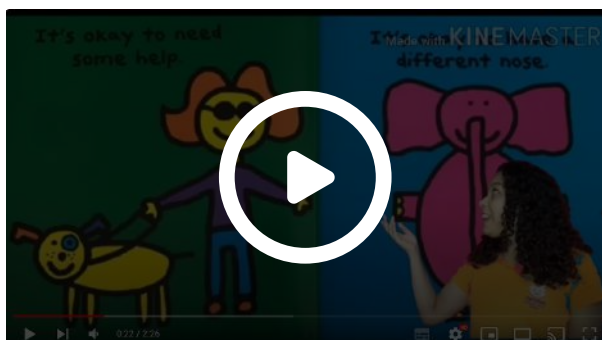 It's okay to need
some help.
Made with KINEMASTER
different nose.
0:22 / 2:26